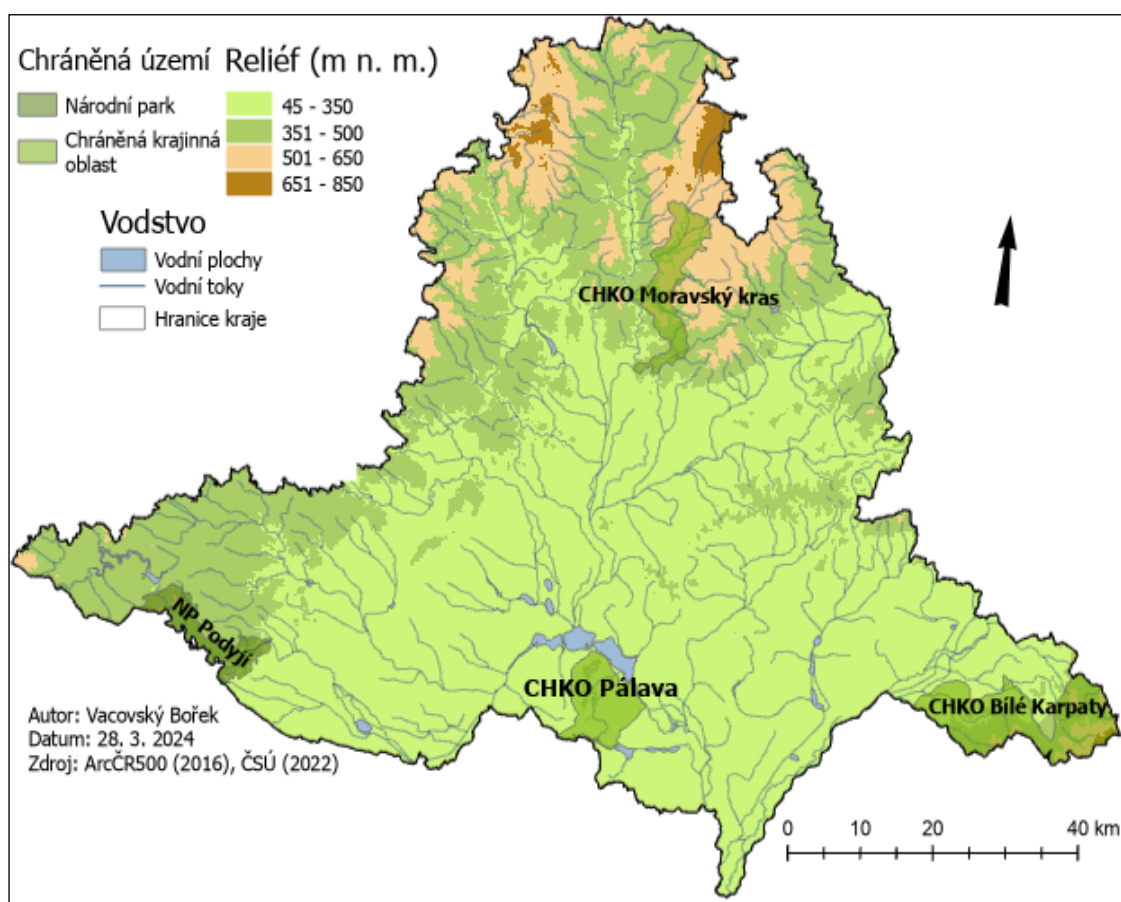 Chráněná území
Národní park
Chráněná krajinná
oblast
Reliéf (m n. m.)
45 - 350
351 - 500
501 - 650
651 - 850
Vodstvo
Vodní plochy
Vodní toky
Hranice kraje
CHKO Moravský kras
NP Podyjí
CHKO Pálava
CHKO Bílé Karpaty
Autor: Vacovský Bořek
Datum: 28. 3. 2024
Zdroj: ArcČR500 (2016), ČSÚ (2022)
0 10 20 40 km